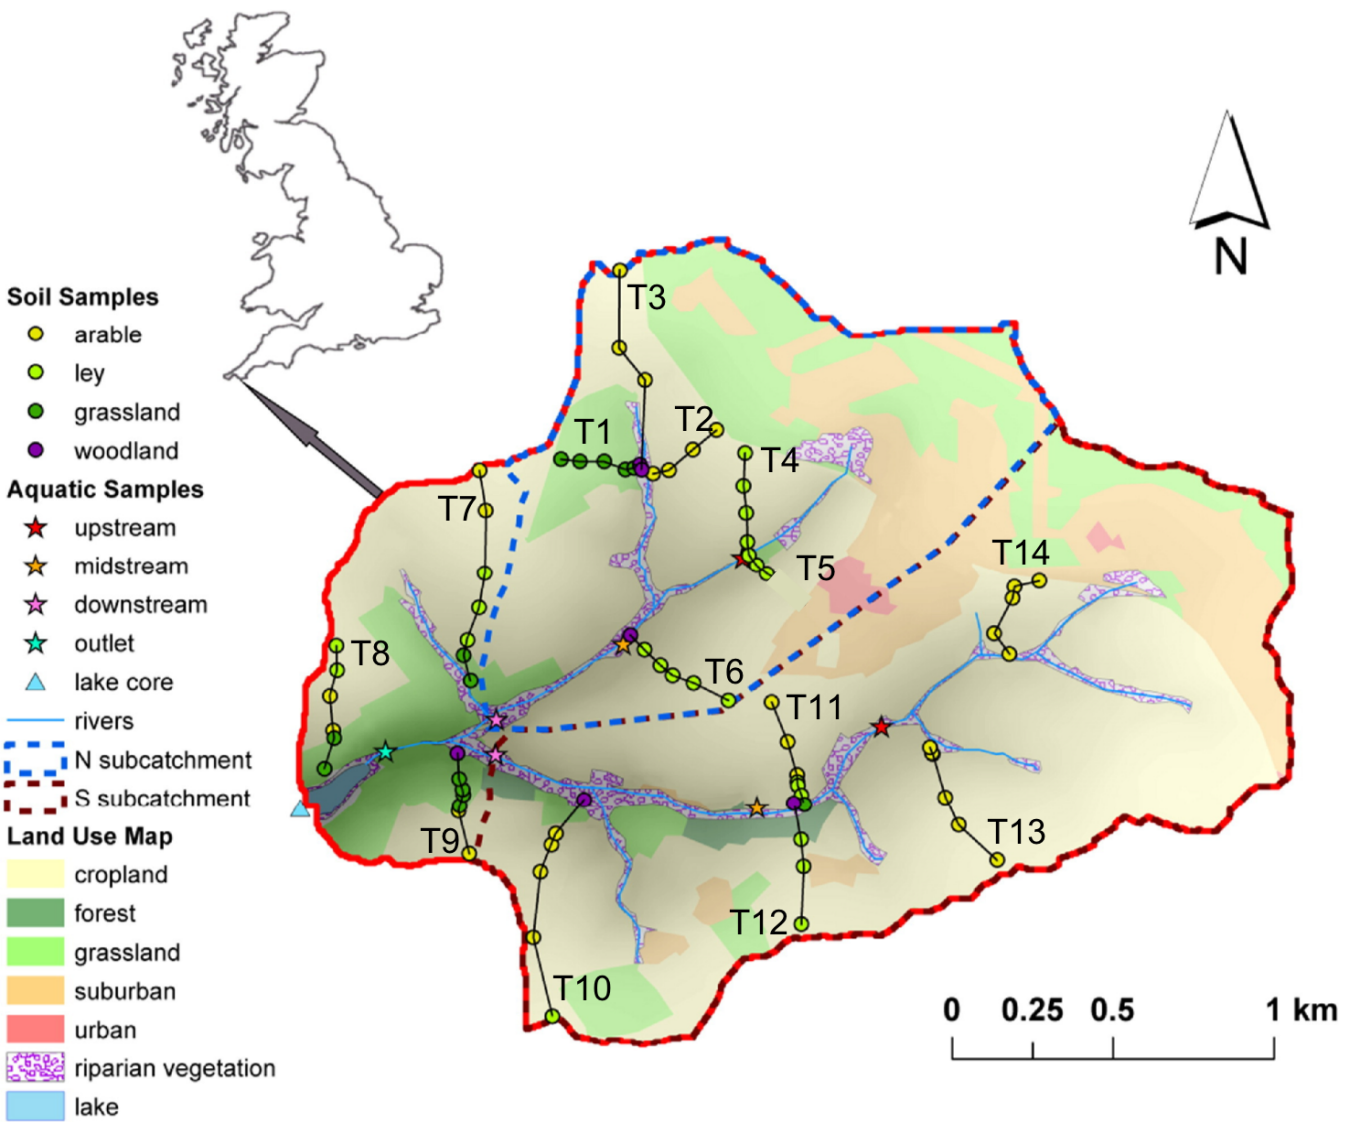 N
Soil Samples
arable
ley
grassland
woodland
Aquatic Samples
upstream
midstream
downstream
outlet
lake core
rivers
N subcatchment
S subcatchment
Land Use Map
cropland
forest
grassland
suburban
urban
riparian vegetation
lake
T3
T1
T2
T4
T7
T5
T14
T8
T6
T11
T9
T13
T12
T10
0 0.25 0.5 1 km